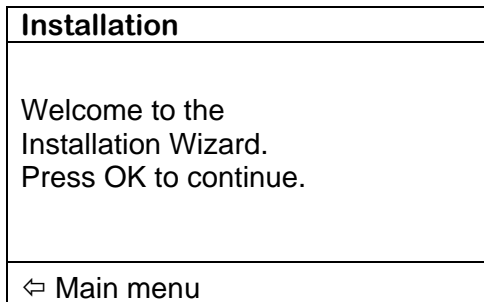 Installation
Welcome to the
Installation Wizard.
Press OK to continue.
⇦ Main menu